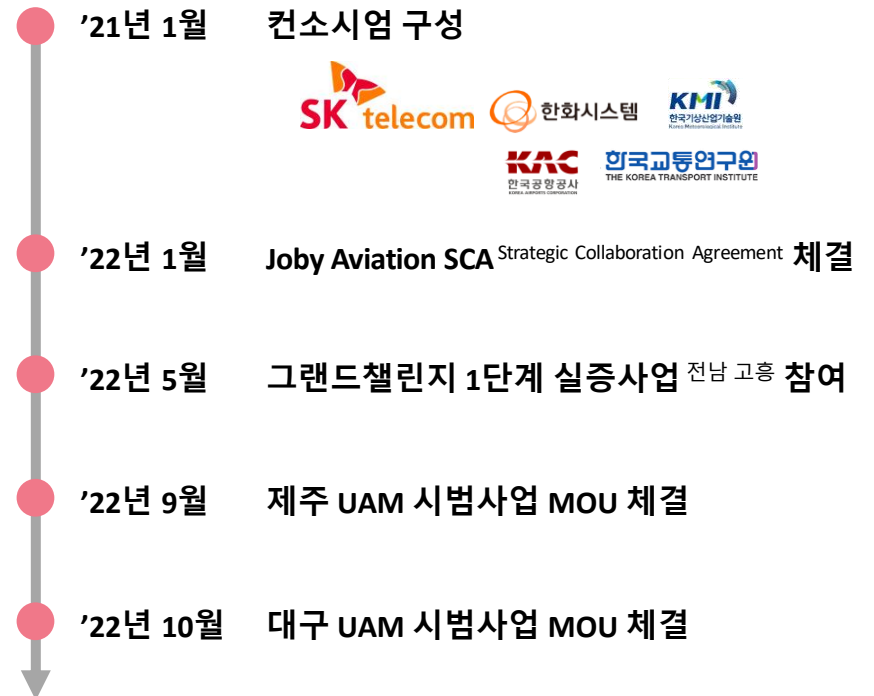 ’21년 1월 컨소시엄 구성
SK telecom 한화시스템 KMI
한국기상산업기술원
Korea Meteorological Institute
KAC 한국교통연구원
한국공항공사 THE KOREA TRANSPORT INSTITUTE
KOREA AIRPORTS CORPORATION
’22년 1월 Joby Aviation SCA Strategic Collaboration Agreement 체결
’22년 5월 그랜드챌린지 1단계 실증사업 전남 고흥 참여
’22년 9월 제주 UAM 시범사업 MOU 체결
’22년 10월 대구 UAM 시범사업 MOU 체결